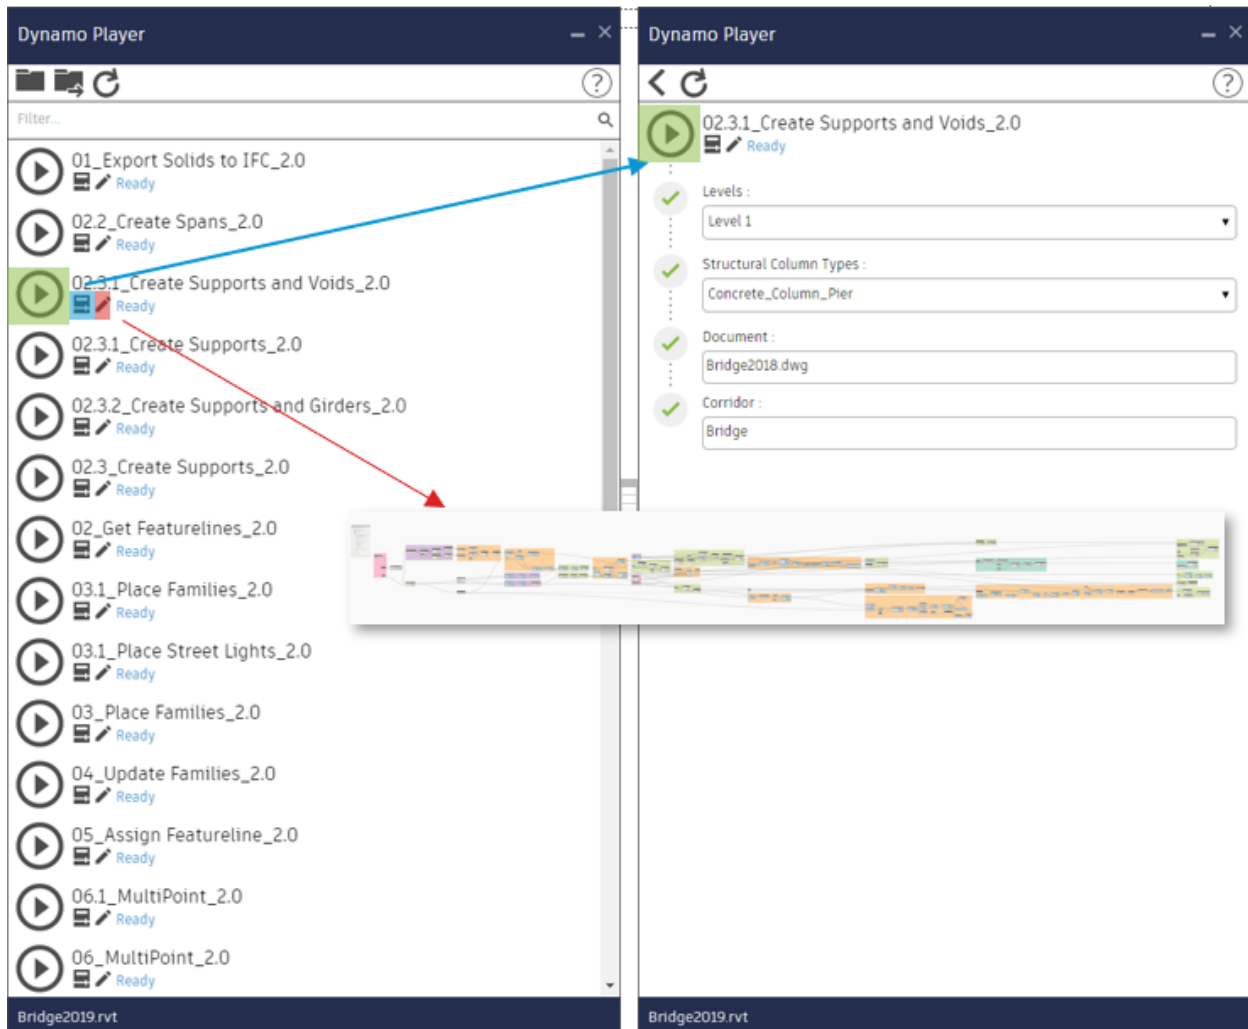 Dynamo Player
Filter...
01_Export Solids to IFC_2.0
Ready
02.2_Create Spans_2.0
Ready
02.3.1_Create Supports and Voids_2.0
Ready
02.3.1_Create Supports_2.0
Ready
02.3.2_Create Supports and Girders_2.0
Ready
02.3_Create Supports_2.0
Ready
02_Get Featurelines_2.0
Ready
03.1_Place Families_2.0
Ready
03.1_Place Street Lights_2.0
Ready
03_Place Families_2.0
Ready
04_Update Families_2.0
Ready
05_Assign Featureline_2.0
Ready
06.1_MultiPoint_2.0
Ready
06_MultiPoint_2.0
Ready
Bridge2019.rvt
Dynamo Player
02.3.1_Create Supports and Voids_2.0
Ready
Levels :
Level 1
Structural Column Types :
Concrete_Column_Pier
Document :
Bridge2018.dwg
Corridor :
Bridge
Bridge2019.rvt